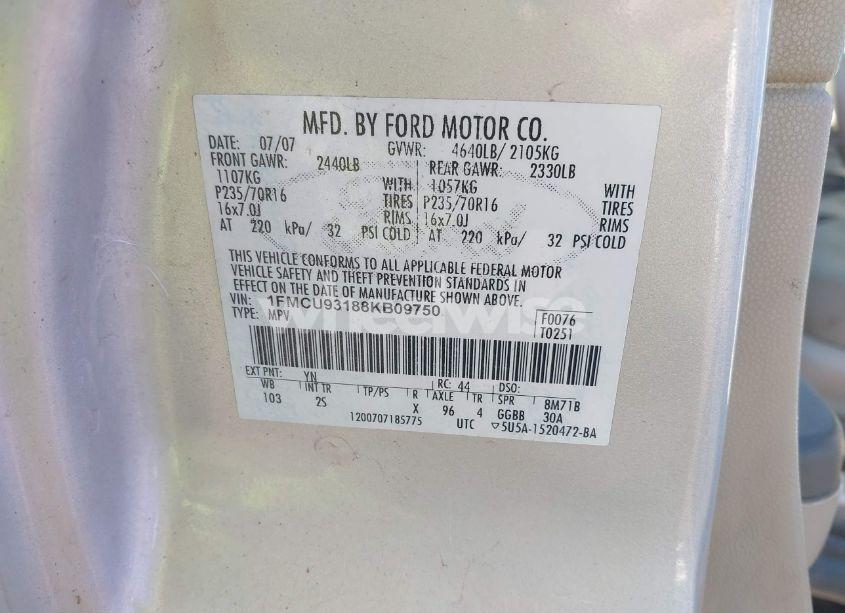 MFD. BY FORD MOTOR CO.
DATE: 07/07 GVWR: 4640LB/ 2105KG
FRONT GAWR: 2440LB REAR GAWR: 2330LB
1107KG WITH 1057KG WITH
P235/70R16 TIRES P235/70R16 TIRES
16x7.0J RIMS 16x7.0J RIMS
AT 220 kPa/ 32 PSI COLD AT 220 kPa/ 32 PSI COLD
THIS VEHICLE CONFORMS TO ALL APPLICABLE FEDERAL MOTOR
VEHICLE SAFETY AND THEFT PREVENTION STANDARDS IN
EFFECT ON THE DATE OF MANUFACTURE SHOWN ABOVE.
VIN: 1FMCU93188KB09750
TYPE: MPV
F0076
T0251
wheelwise
EXT PNT: YN RC: 44 DSO:
WB INT TR TP/PS R AXLE TR SPR 8M71B
103 2S X 96 4 GGBB 30A
1200707185775 UTC ▽5U5A-1520472-BA